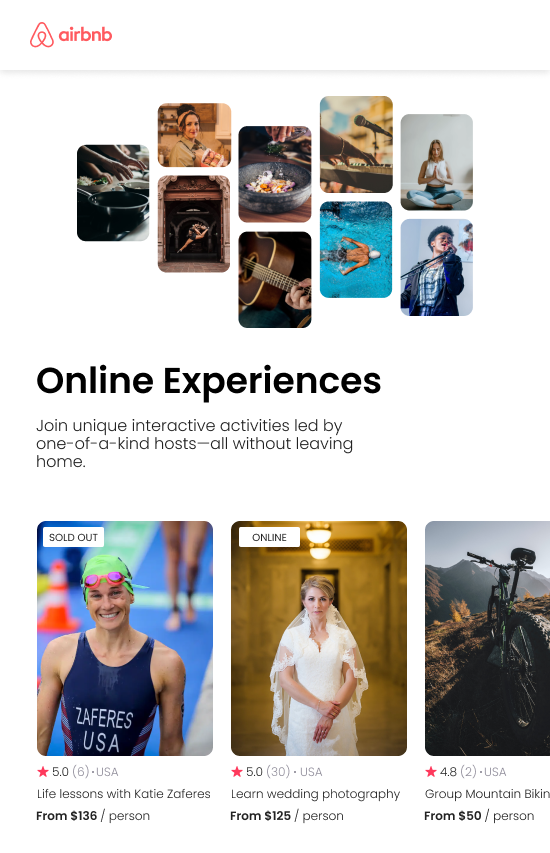 airbnb
Online Experiences
Join unique interactive activities led by
one-of-a-kind hosts—all without leaving
home.
SOLD OUT
ZAFERES
USA
5.0 (6) · USA
Life lessons with Katie Zaferes
From $136 / person
ONLINE
5.0 (30) · USA
Learn wedding photography
From $125 / person
4.8 (2) · USA
Group Mountain Bikin
From $50 / person